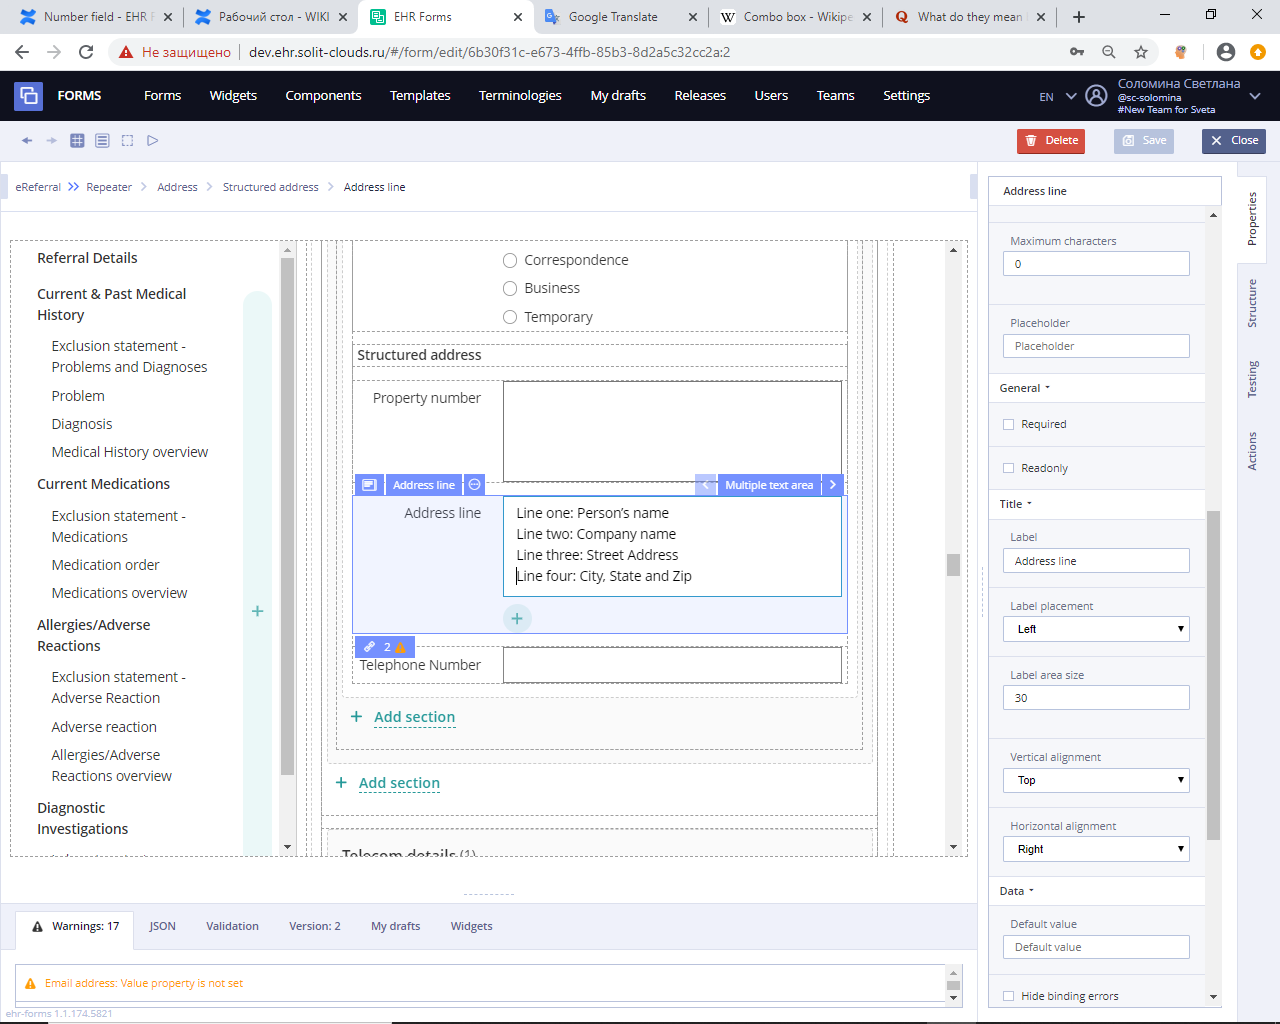 Number field - EHR F
Рабочий стол - WIKI
EHR Forms
Google Translate
Combo box - Wikipe
What do they mean
Не защищено
dev.ehr.solit-clouds.ru/#/form/edit/6b30f31c-e673-4ffb-85b3-8d2a5c32cc2a:2
FORMS
Forms
Widgets
Components
Templates
Terminologies
My drafts
Releases
Users
Teams
Settings
EN
Соломина Светлана
@sc-solomina
#New Team for Sveta
Delete
Save
Close
eReferral
Repeater
Address
Structured address
Address line
Referral Details
Current & Past Medical
History
Exclusion statement -
Problems and Diagnoses
Problem
Diagnosis
Medical History overview
Current Medications
Exclusion statement -
Medications
Medication order
Medications overview
Allergies/Adverse
Reactions
Exclusion statement -
Adverse Reaction
Adverse reaction
Allergies/Adverse
Reactions overview
Diagnostic
Investigations
Correspondence
Business
Temporary
Structured address
Property number
Address line
Multiple text area
Address line
Line one: Person’s name
Line two: Company name
Line three: Street Address
Line four: City, State and Zip
2
Telephone Number
Add section
Add section
Telecom details (1)
Address line
Maximum characters
0
Placeholder
Placeholder
General
Required
Readonly
Title
Label
Address line
Label placement
Left
Label area size
30
Vertical alignment
Top
Horizontal alignment
Right
Data
Default value
Default value
Hide binding errors
Properties
Structure
Testing
Actions
Warnings: 17
JSON
Validation
Version: 2
My drafts
Widgets
Email address: Value property is not set
ehr-forms 1.1.174.5821